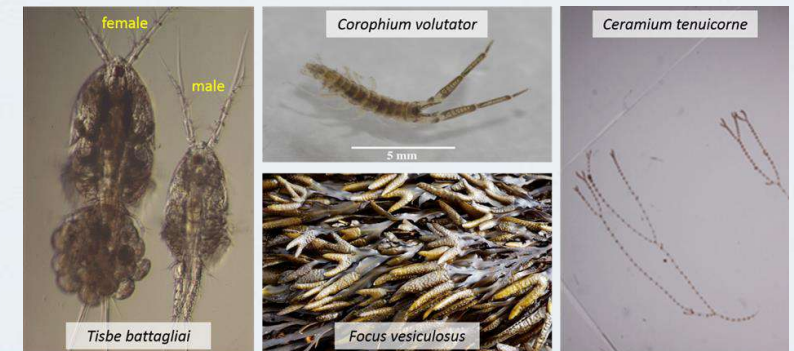 female
male
Tisbe battagliai
Corophium volutator
5 mm
Focus vesiculosus
Ceramium tenuicorne